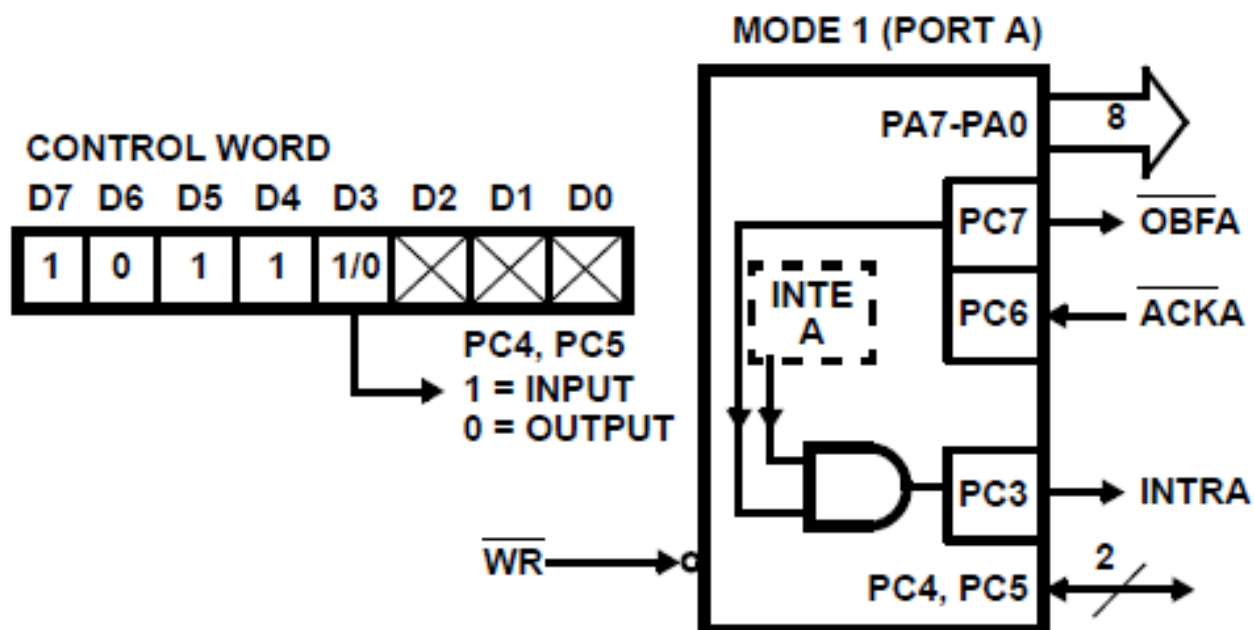 MODE 1 (PORT A)
CONTROL WORD
D7 D6 D5 D4 D3 D2 D1 D0
1 0 1 1 1/0
PC4, PC5
1 = INPUT
0 = OUTPUT
PA7-PA0
8
PC7
OBFA
INTE
A
PC6
ACKA
PC3
INTRA
WR
PC4, PC5
2